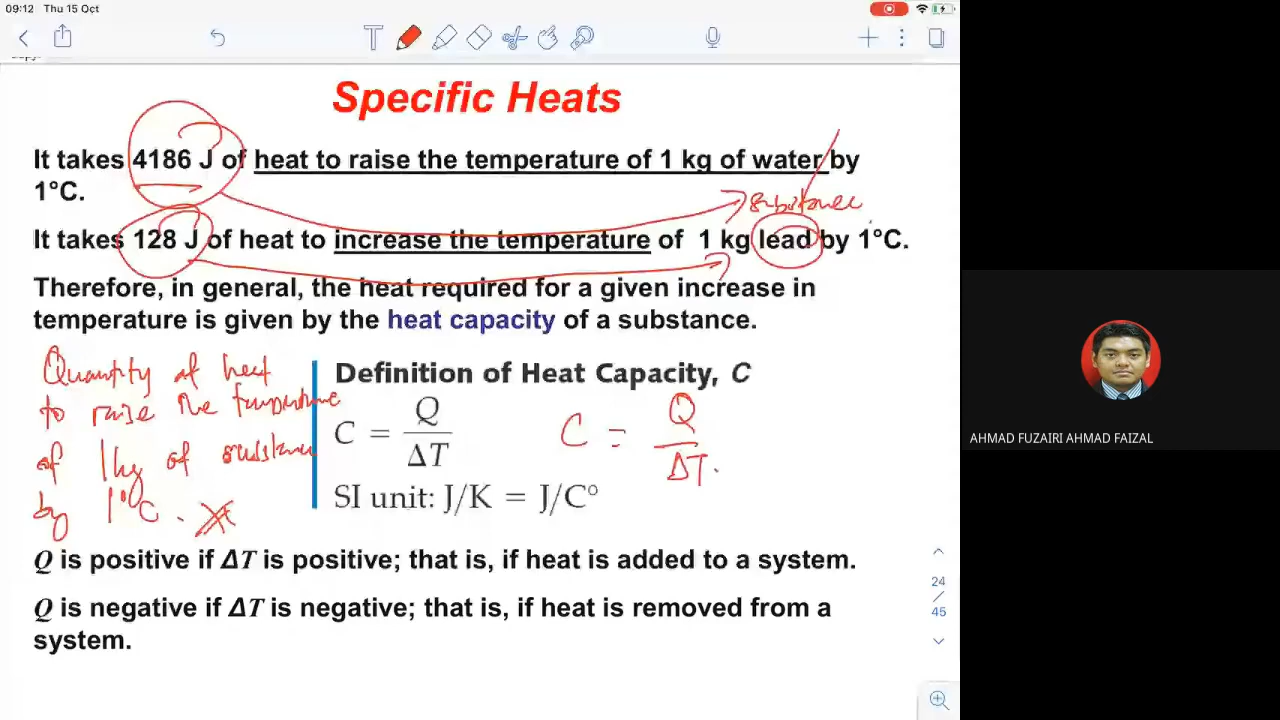 09:12 Thu 15 Oct
Specific Heats
It takes 4186 J of heat to raise the temperature of 1 kg of water by
1°C.
substance
It takes 128 J of heat to increase the temperature of 1 kg lead by 1°C.
Therefore, in general, the heat required for a given increase in
temperature is given by the heat capacity of a substance.
Quantity of heat
to raise the temperature
of 1kg of substance
by 1°C.
Definition of Heat Capacity, C
C = Q/ΔT
C = Q/ΔT.
SI unit: J/K = J/C°
Q is positive if ΔT is positive; that is, if heat is added to a system.
Q is negative if ΔT is negative; that is, if heat is removed from a
system.
24
/
45
AHMAD FUZAIRI AHMAD FAIZAL